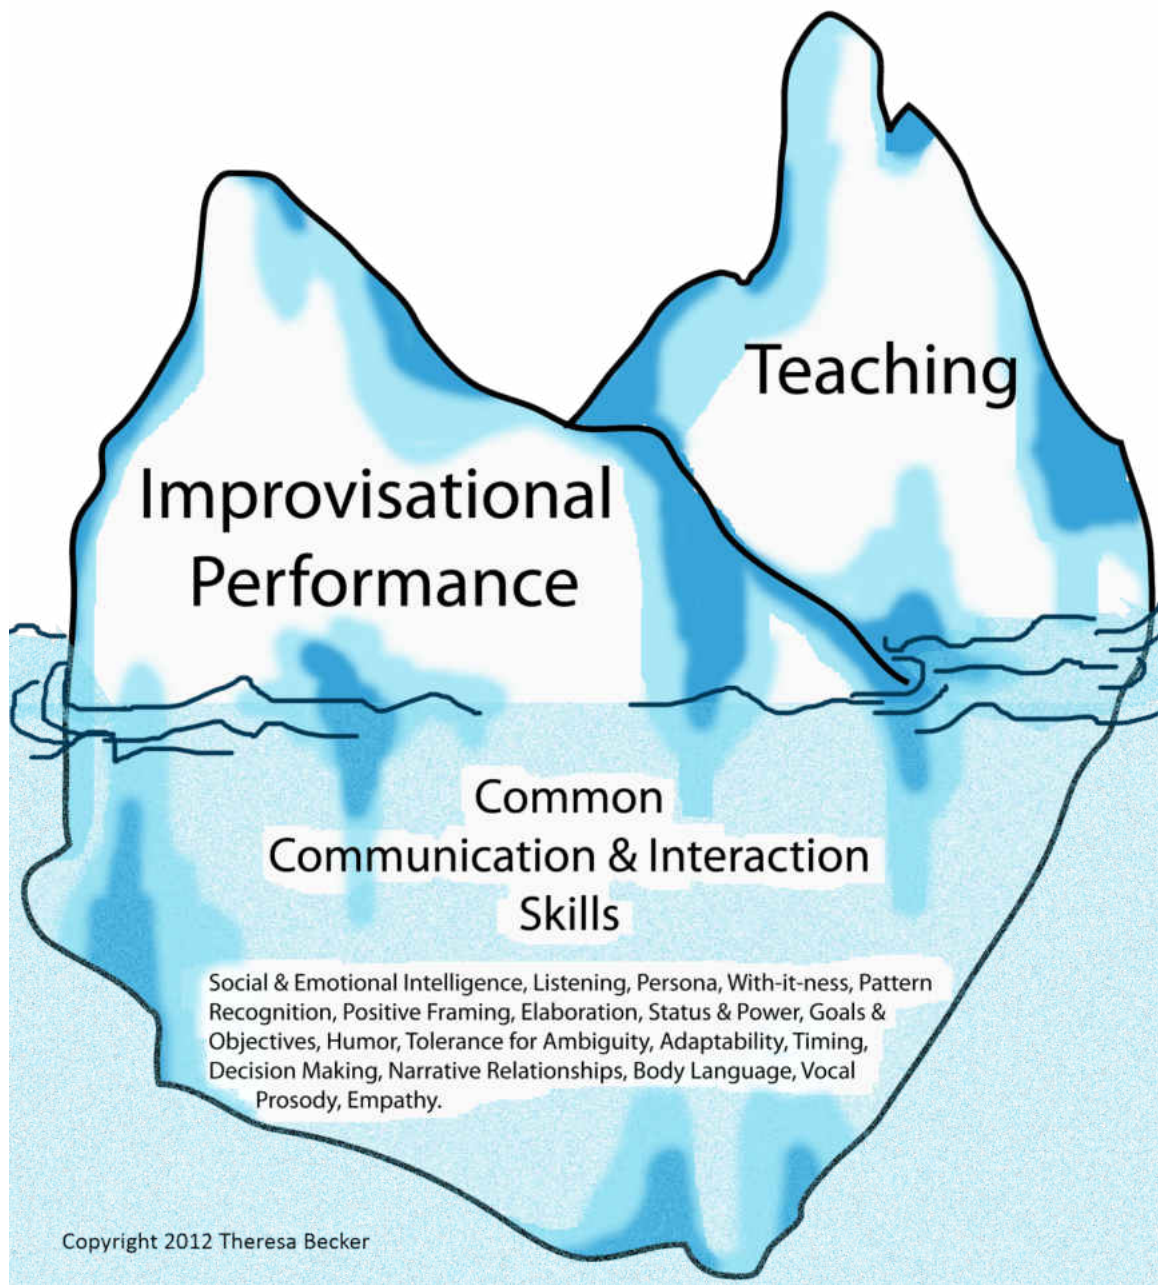 Teaching
Improvisational
Performance
Common
Communication & Interaction
Skills
Social & Emotional Intelligence, Listening, Persona, With-it-ness, Pattern
Recognition, Positive Framing, Elaboration, Status & Power, Goals &
Objectives, Humor, Tolerance for Ambiguity, Adaptability, Timing,
Decision Making, Narrative Relationships, Body Language, Vocal
Prosody, Empathy.
Copyright 2012 Theresa Becker